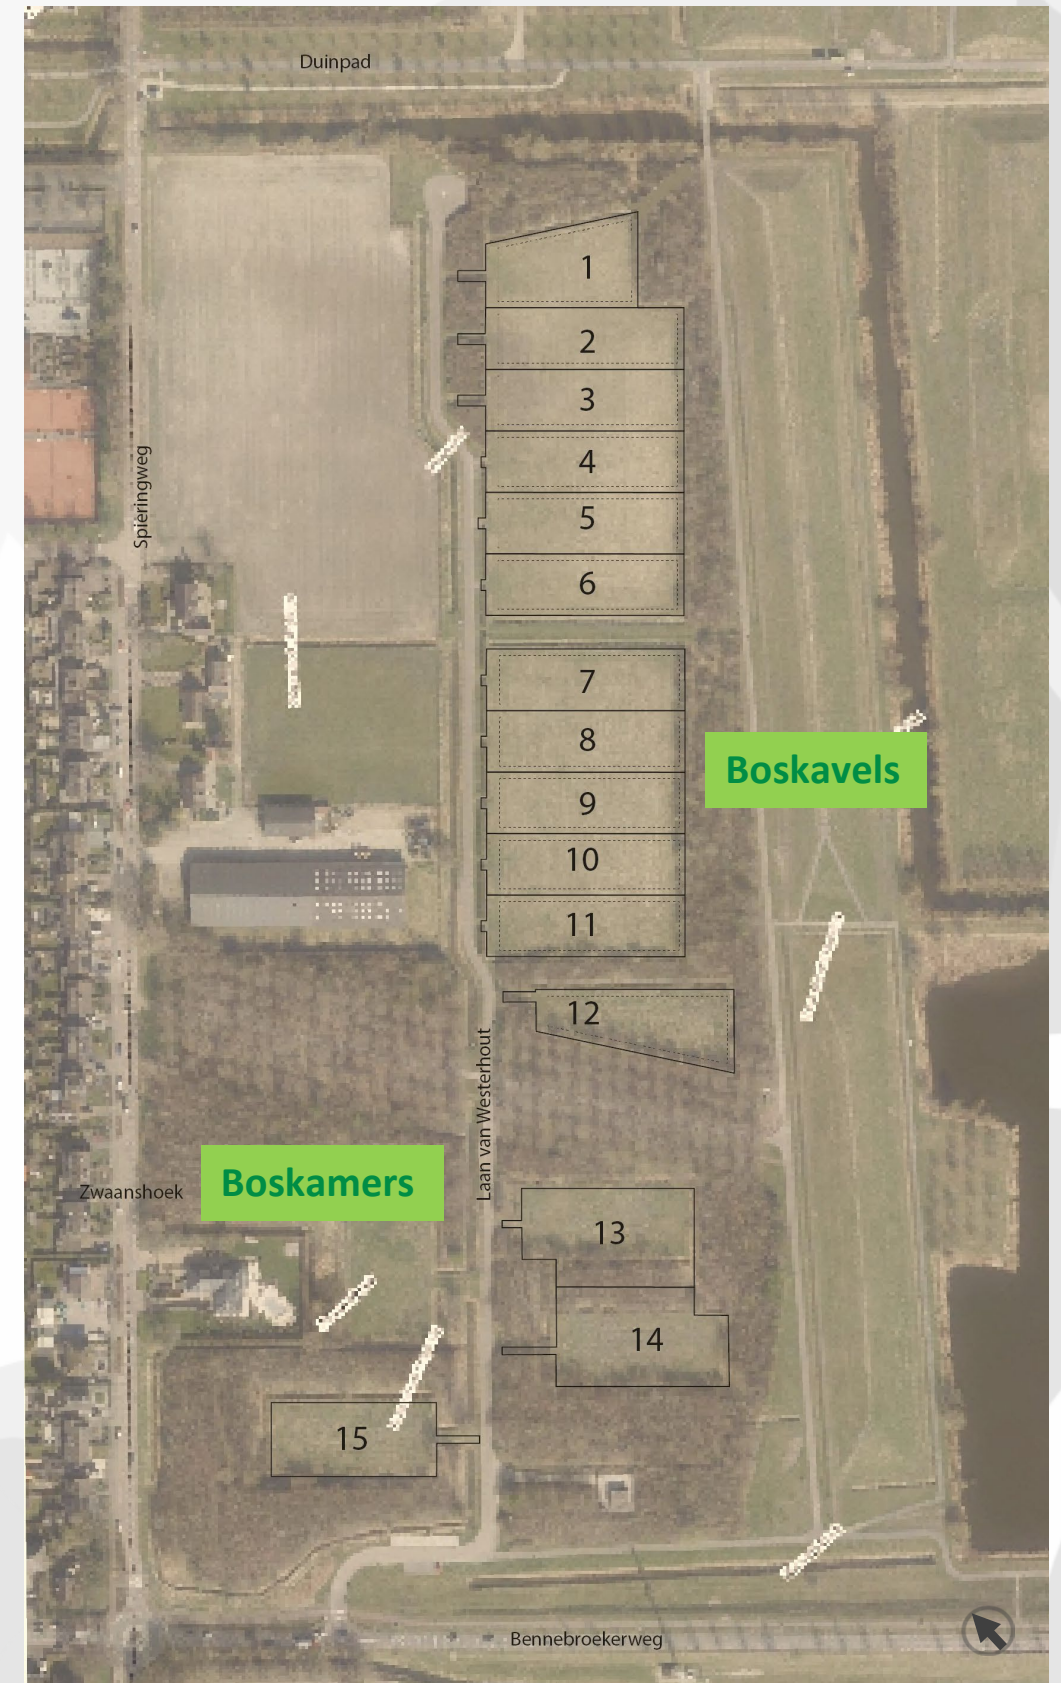 Duinpad
1
2
3
4
Spieringweg
5
6
7
8
Boskavels
9
10
11
12
Laan van Westerhout
Boskamers
Zwaanshoek
13
14
15
Bennebroekerweg